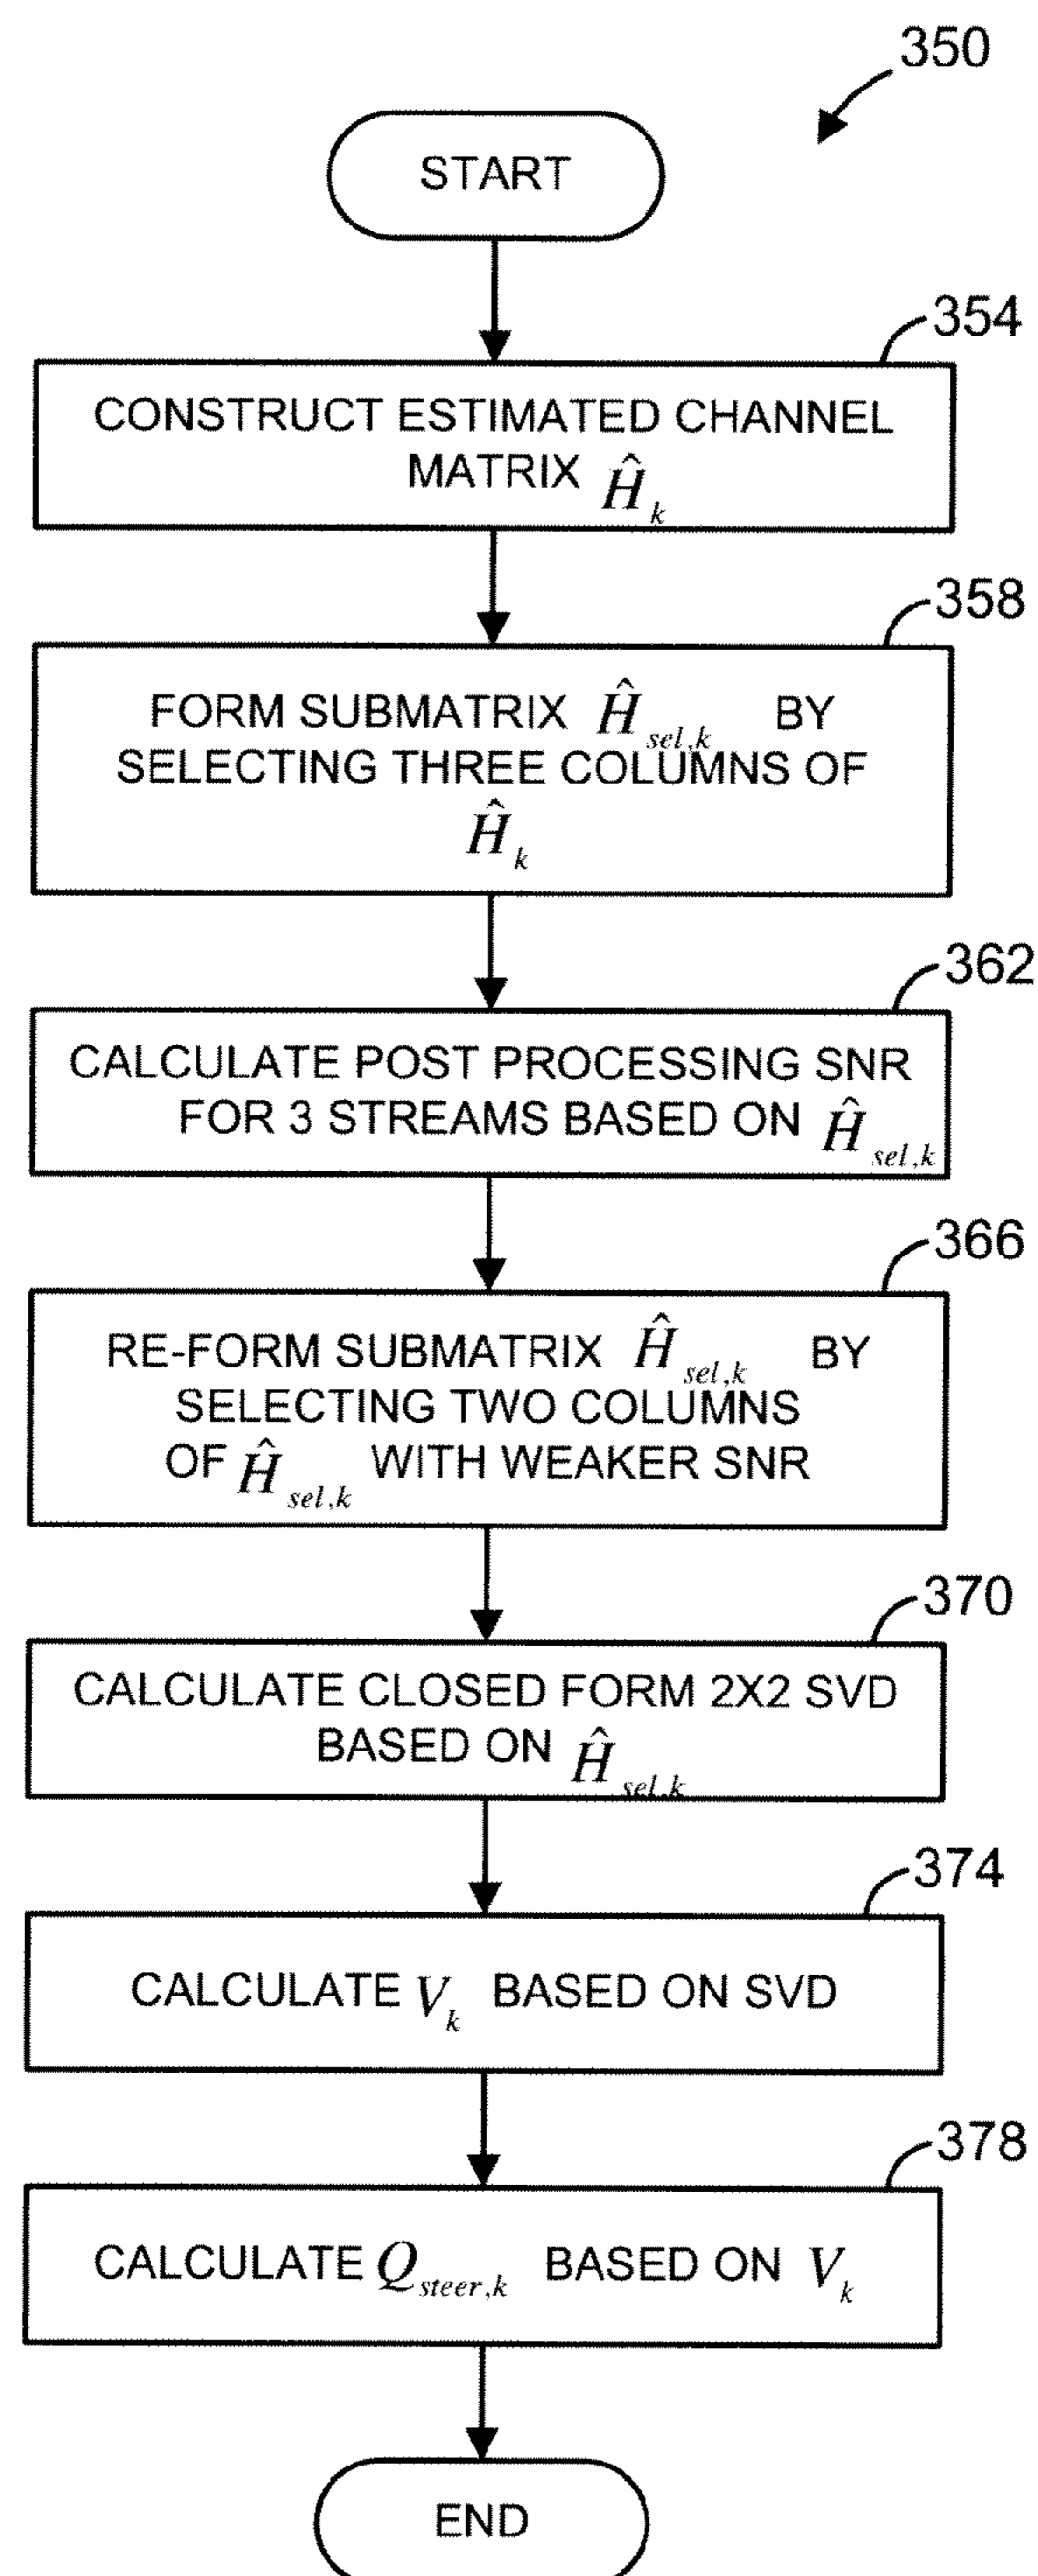 350
START
354
CONSTRUCT ESTIMATED CHANNEL
MATRIX Ĥ_k
358
FORM SUBMATRIX Ĥ_sel,k BY
SELECTING THREE COLUMNS OF
Ĥ_k
362
CALCULATE POST PROCESSING SNR
FOR 3 STREAMS BASED ON Ĥ_sel,k
366
RE-FORM SUBMATRIX Ĥ_sel,k BY
SELECTING TWO COLUMNS
OF Ĥ_sel,k WITH WEAKER SNR
370
CALCULATE CLOSED FORM 2X2 SVD
BASED ON Ĥ_sel,k
374
CALCULATE V_k BASED ON SVD
378
CALCULATE Q_steer,k BASED ON V_k
END